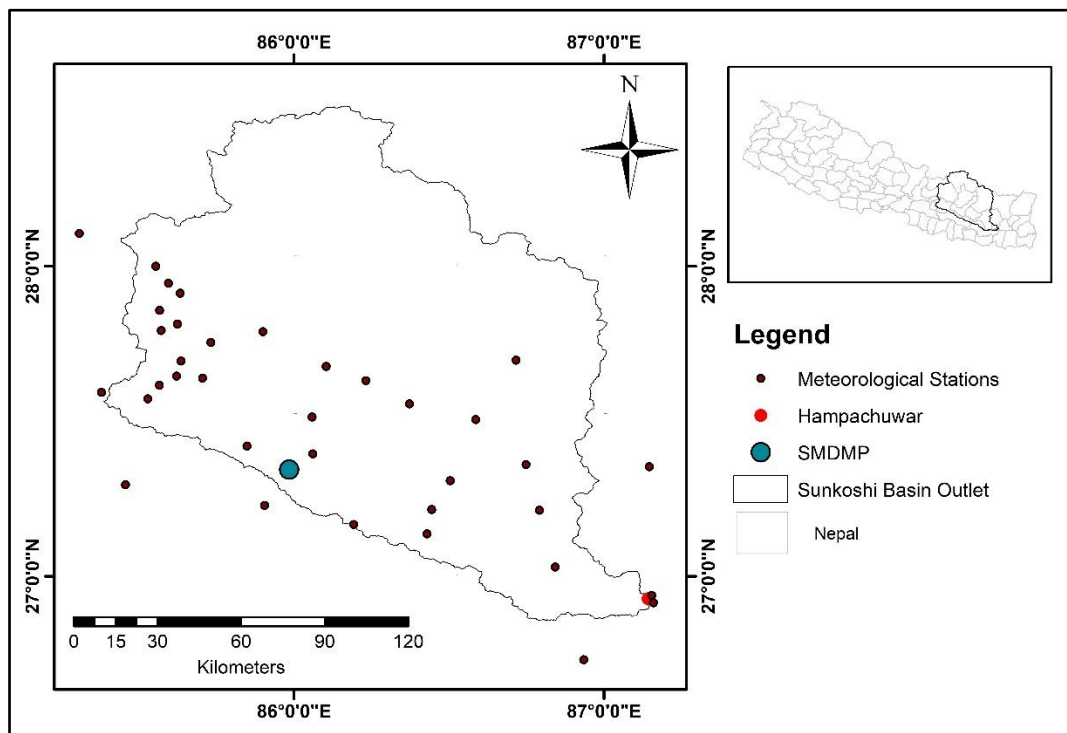 86°0'0"E 87°0'0"E
N
28°0'0"N 28°0'0"N
27°0'0"N 27°0'0"N
0 15 30 60 90 120
Kilometers
86°0'0"E 87°0'0"E
Legend
Meteorological Stations
Hampachuwar
SMDMP
Sunkoshi Basin Outlet
Nepal